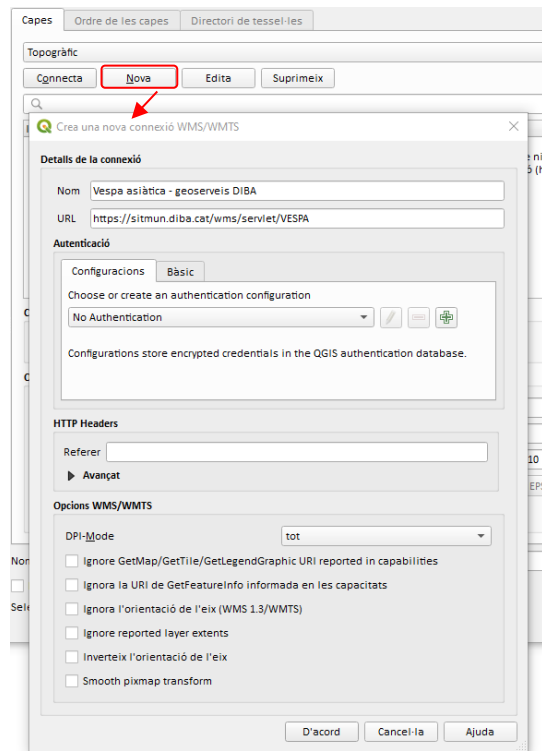 Capes Ordre de les capes Directori de tessel·les
Topogràfic
Connecta Nova Edita Suprimeix
Crea una nova connexió WMS/WMTS
Detalls de la connexió
Nom Vespa asiàtica - geoserveis DIBA
URL https://sitmun.diba.cat/wms/servlet/VESPA
Autenticació
Configuracions Bàsic
Choose or create an authentication configuration
No Authentication
Configurations store encrypted credentials in the QGIS authentication database.
HTTP Headers
Referer
10
Avançat
Opcions WMS/WMTS
DPI-Mode tot
Ignore GetMap/GetTile/GetLegendGraphic URI reported in capabilities
Ignora la URI de GetFeatureInfo informada en les capacitats
Ignora l'orientació de l'eix (WMS 1.3/WMTS)
Ignore reported layer extents
Inverteix l'orientació de l'eix
Smooth pixmap transform
D'acord Cancel·la Ajuda